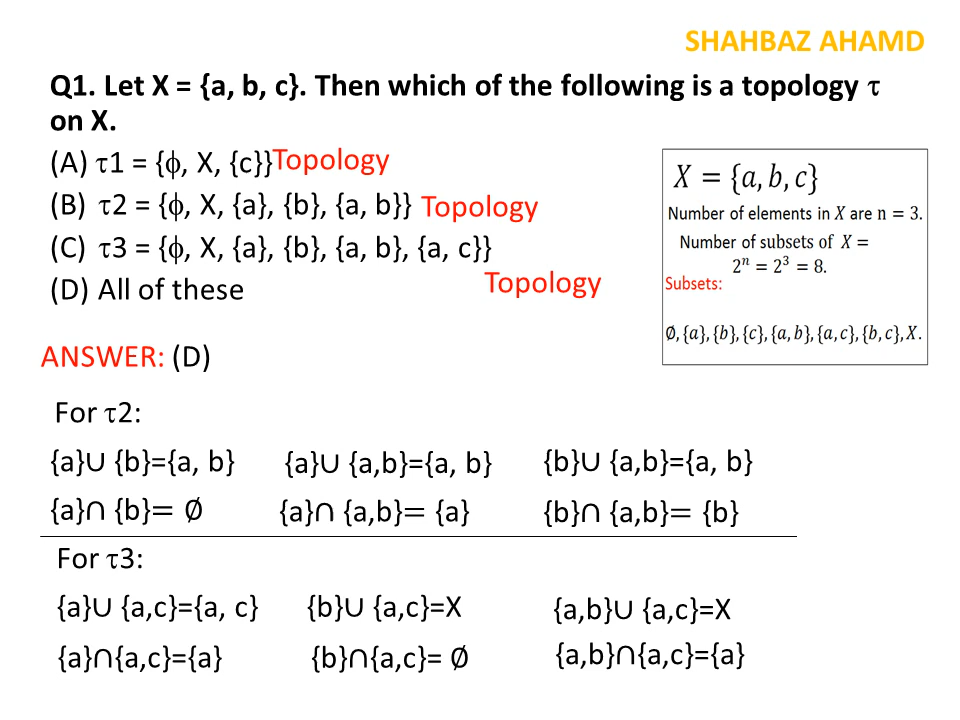 SHAHBAZ AHAMD
Q1. Let X = {a, b, c}. Then which of the following is a topology τ
on X.
(A) τ1 = {ϕ, X, {c}}Topology
(B) τ2 = {ϕ, X, {a}, {b}, {a, b}} Topology
(C) τ3 = {ϕ, X, {a}, {b}, {a, b}, {a, c}}
Topology
(D) All of these
X = {a, b, c}
Number of elements in X are n = 3.
Number of subsets of X =
2ⁿ = 2³ = 8.
Subsets:
∅, {a}, {b}, {c}, {a, b}, {a, c}, {b, c}, X.
ANSWER: (D)
For τ2:
{a}∪ {b}={a, b} {a}∪ {a,b}={a, b} {b}∪ {a,b}={a, b}
{a}∩ {b}= ∅ {a}∩ {a,b}= {a} {b}∩ {a,b}= {b}
For τ3:
{a}∪ {a,c}={a, c} {b}∪ {a,c}=X {a,b}∪ {a,c}=X
{a}∩{a,c}={a} {b}∩{a,c}= ∅ {a,b}∩{a,c}={a}